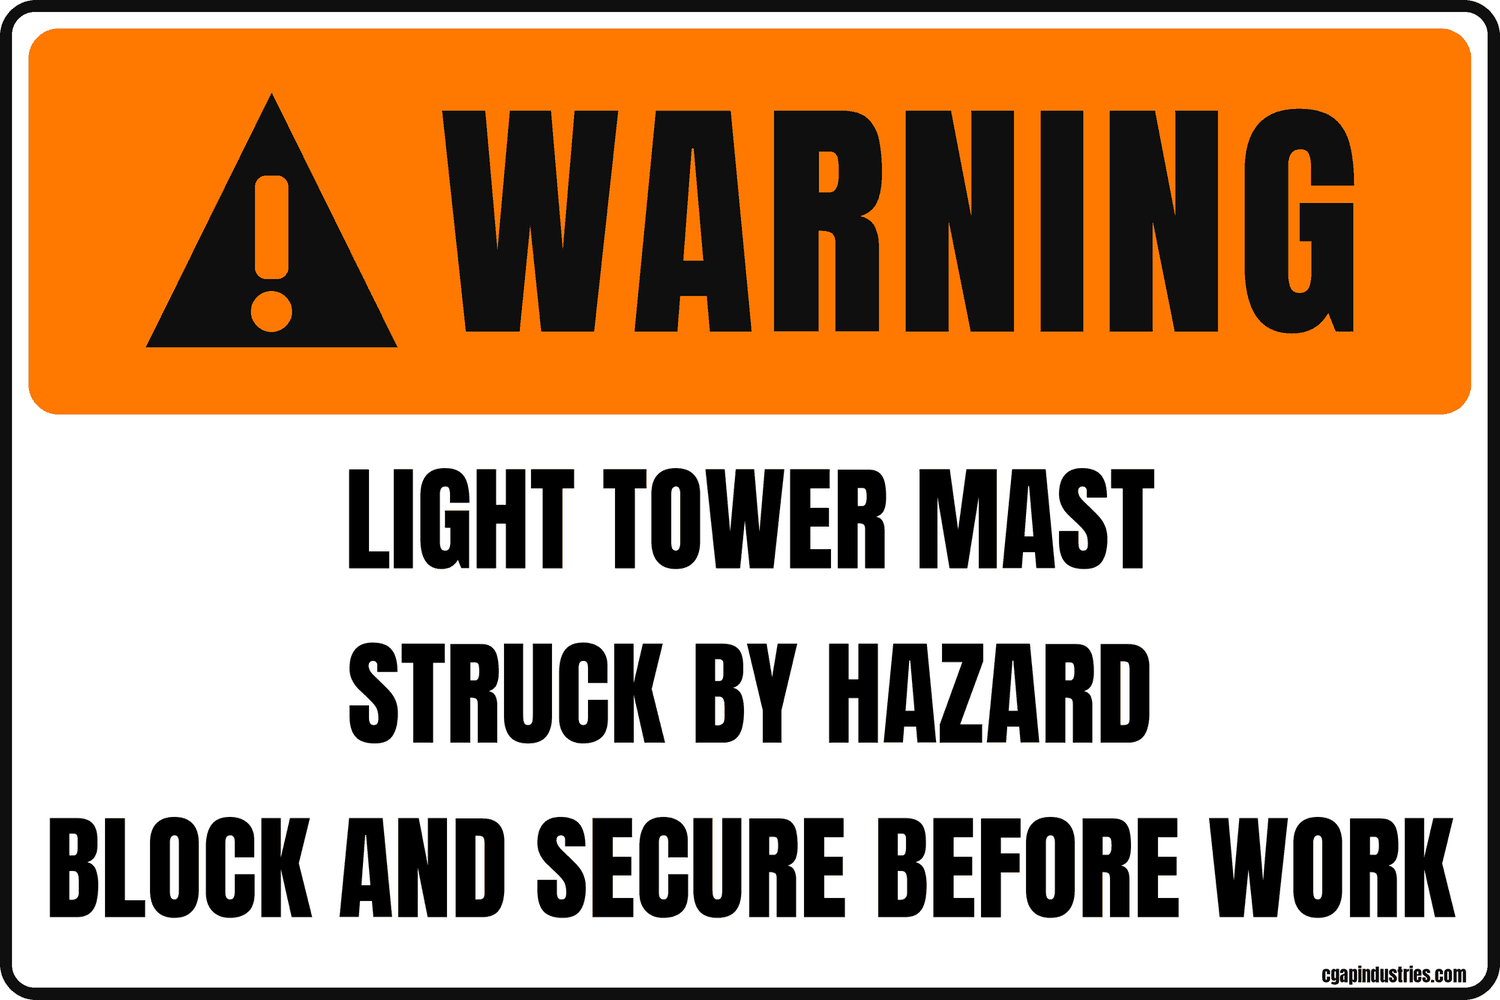 WARNING
LIGHT TOWER MAST
STRUCK BY HAZARD
BLOCK AND SECURE BEFORE WORK
cgapindustries.com